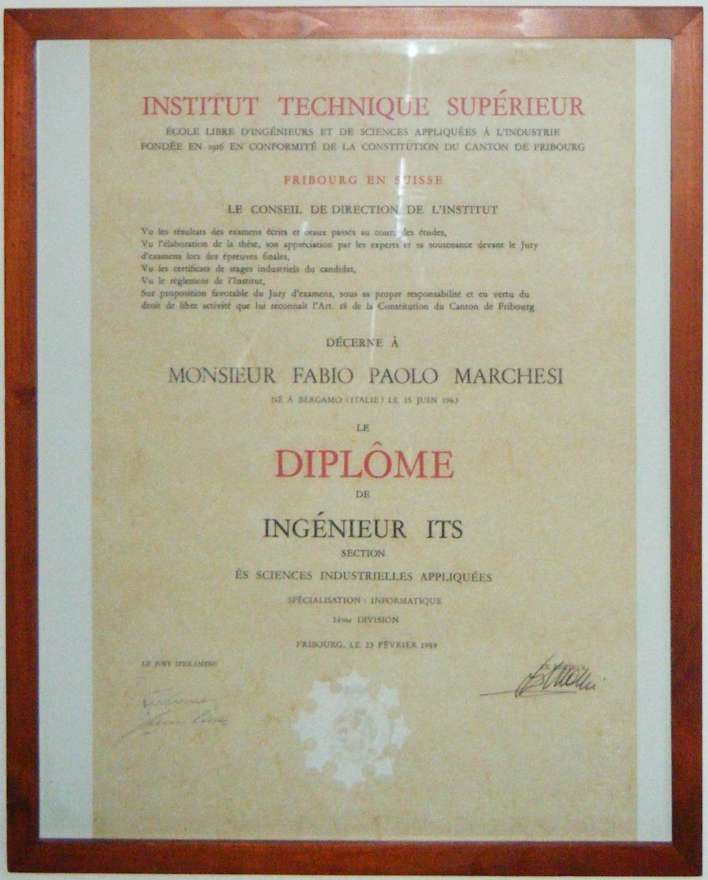 INSTITUT TECHNIQUE SUPÉRIEUR
ÉCOLE LIBRE D'INGÉNIEURS ET DE SCIENCES APPLIQUÉES À L'INDUSTRIE
FONDÉE EN 1926 EN CONFORMITÉ DE LA CONSTITUTION DU CANTON DE FRIBOURG
FRIBOURG EN SUISSE
LE CONSEIL DE DIRECTION DE L'INSTITUT
Vu les résultats des examens écrits et oraux passés au cours des études,
Vu l'élaboration de la thèse, son appréciation par les experts et sa soutenance devant le Jury
d'examens lors des épreuves finales,
Vu les certificats de stages industriels du candidat,
Vu le règlement de l'Institut,
Sur proposition favorable du Jury d'examens, sous sa propre responsabilité et en vertu du
droit de libre activité que lui reconnaît l'Art. 18 de la Constitution du Canton de Fribourg
DÉCERNE À
MONSIEUR FABIO PAOLO MARCHESI
NÉ À BERGAMO (ITALIE) LE 15 JUIN 1963
LE
DIPLÔME
DE
INGÉNIEUR ITS
SECTION
ÈS SCIENCES INDUSTRIELLES APPLIQUÉES
SPÉCIALISATION : INFORMATIQUE
1ème DIVISION
FRIBOURG, LE 23 FÉVRIER 1989
LE JURY D'EXAMENS